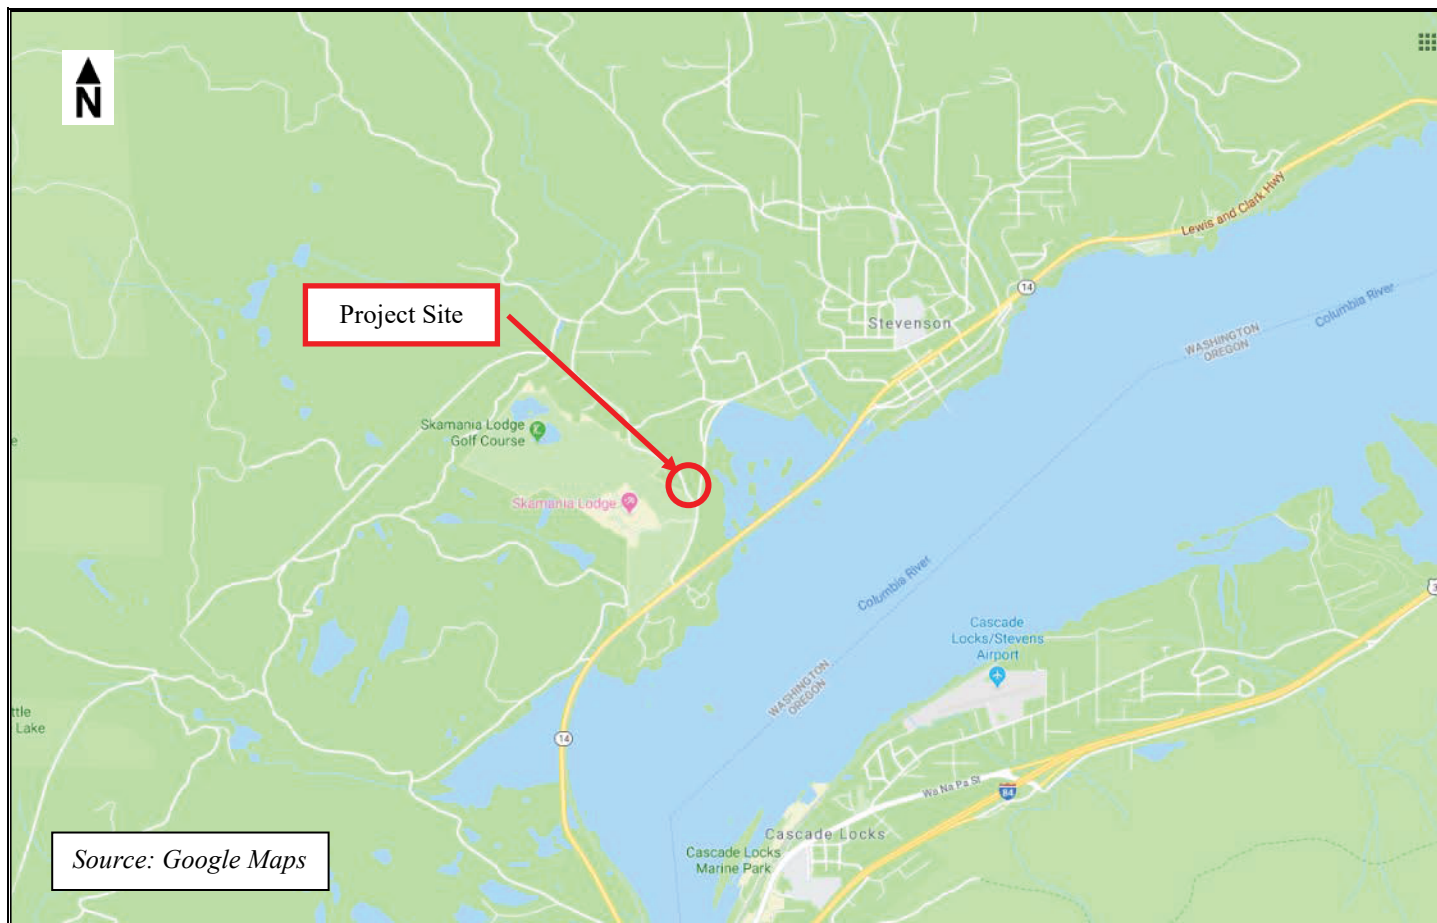 N
Lewis and Clark Hwy
14
Project Site
Stevenson
Columbia River
WASHINGTON
OREGON
Skamania Lodge
Golf Course
Skamania Lodge
Columbia River
Cascade
Locks/Stevens
Airport
WASHINGTON
OREGON
Lake
14
Wa Na Pa St
84
Cascade Locks
Cascade Locks
Marine Park
Source: Google Maps